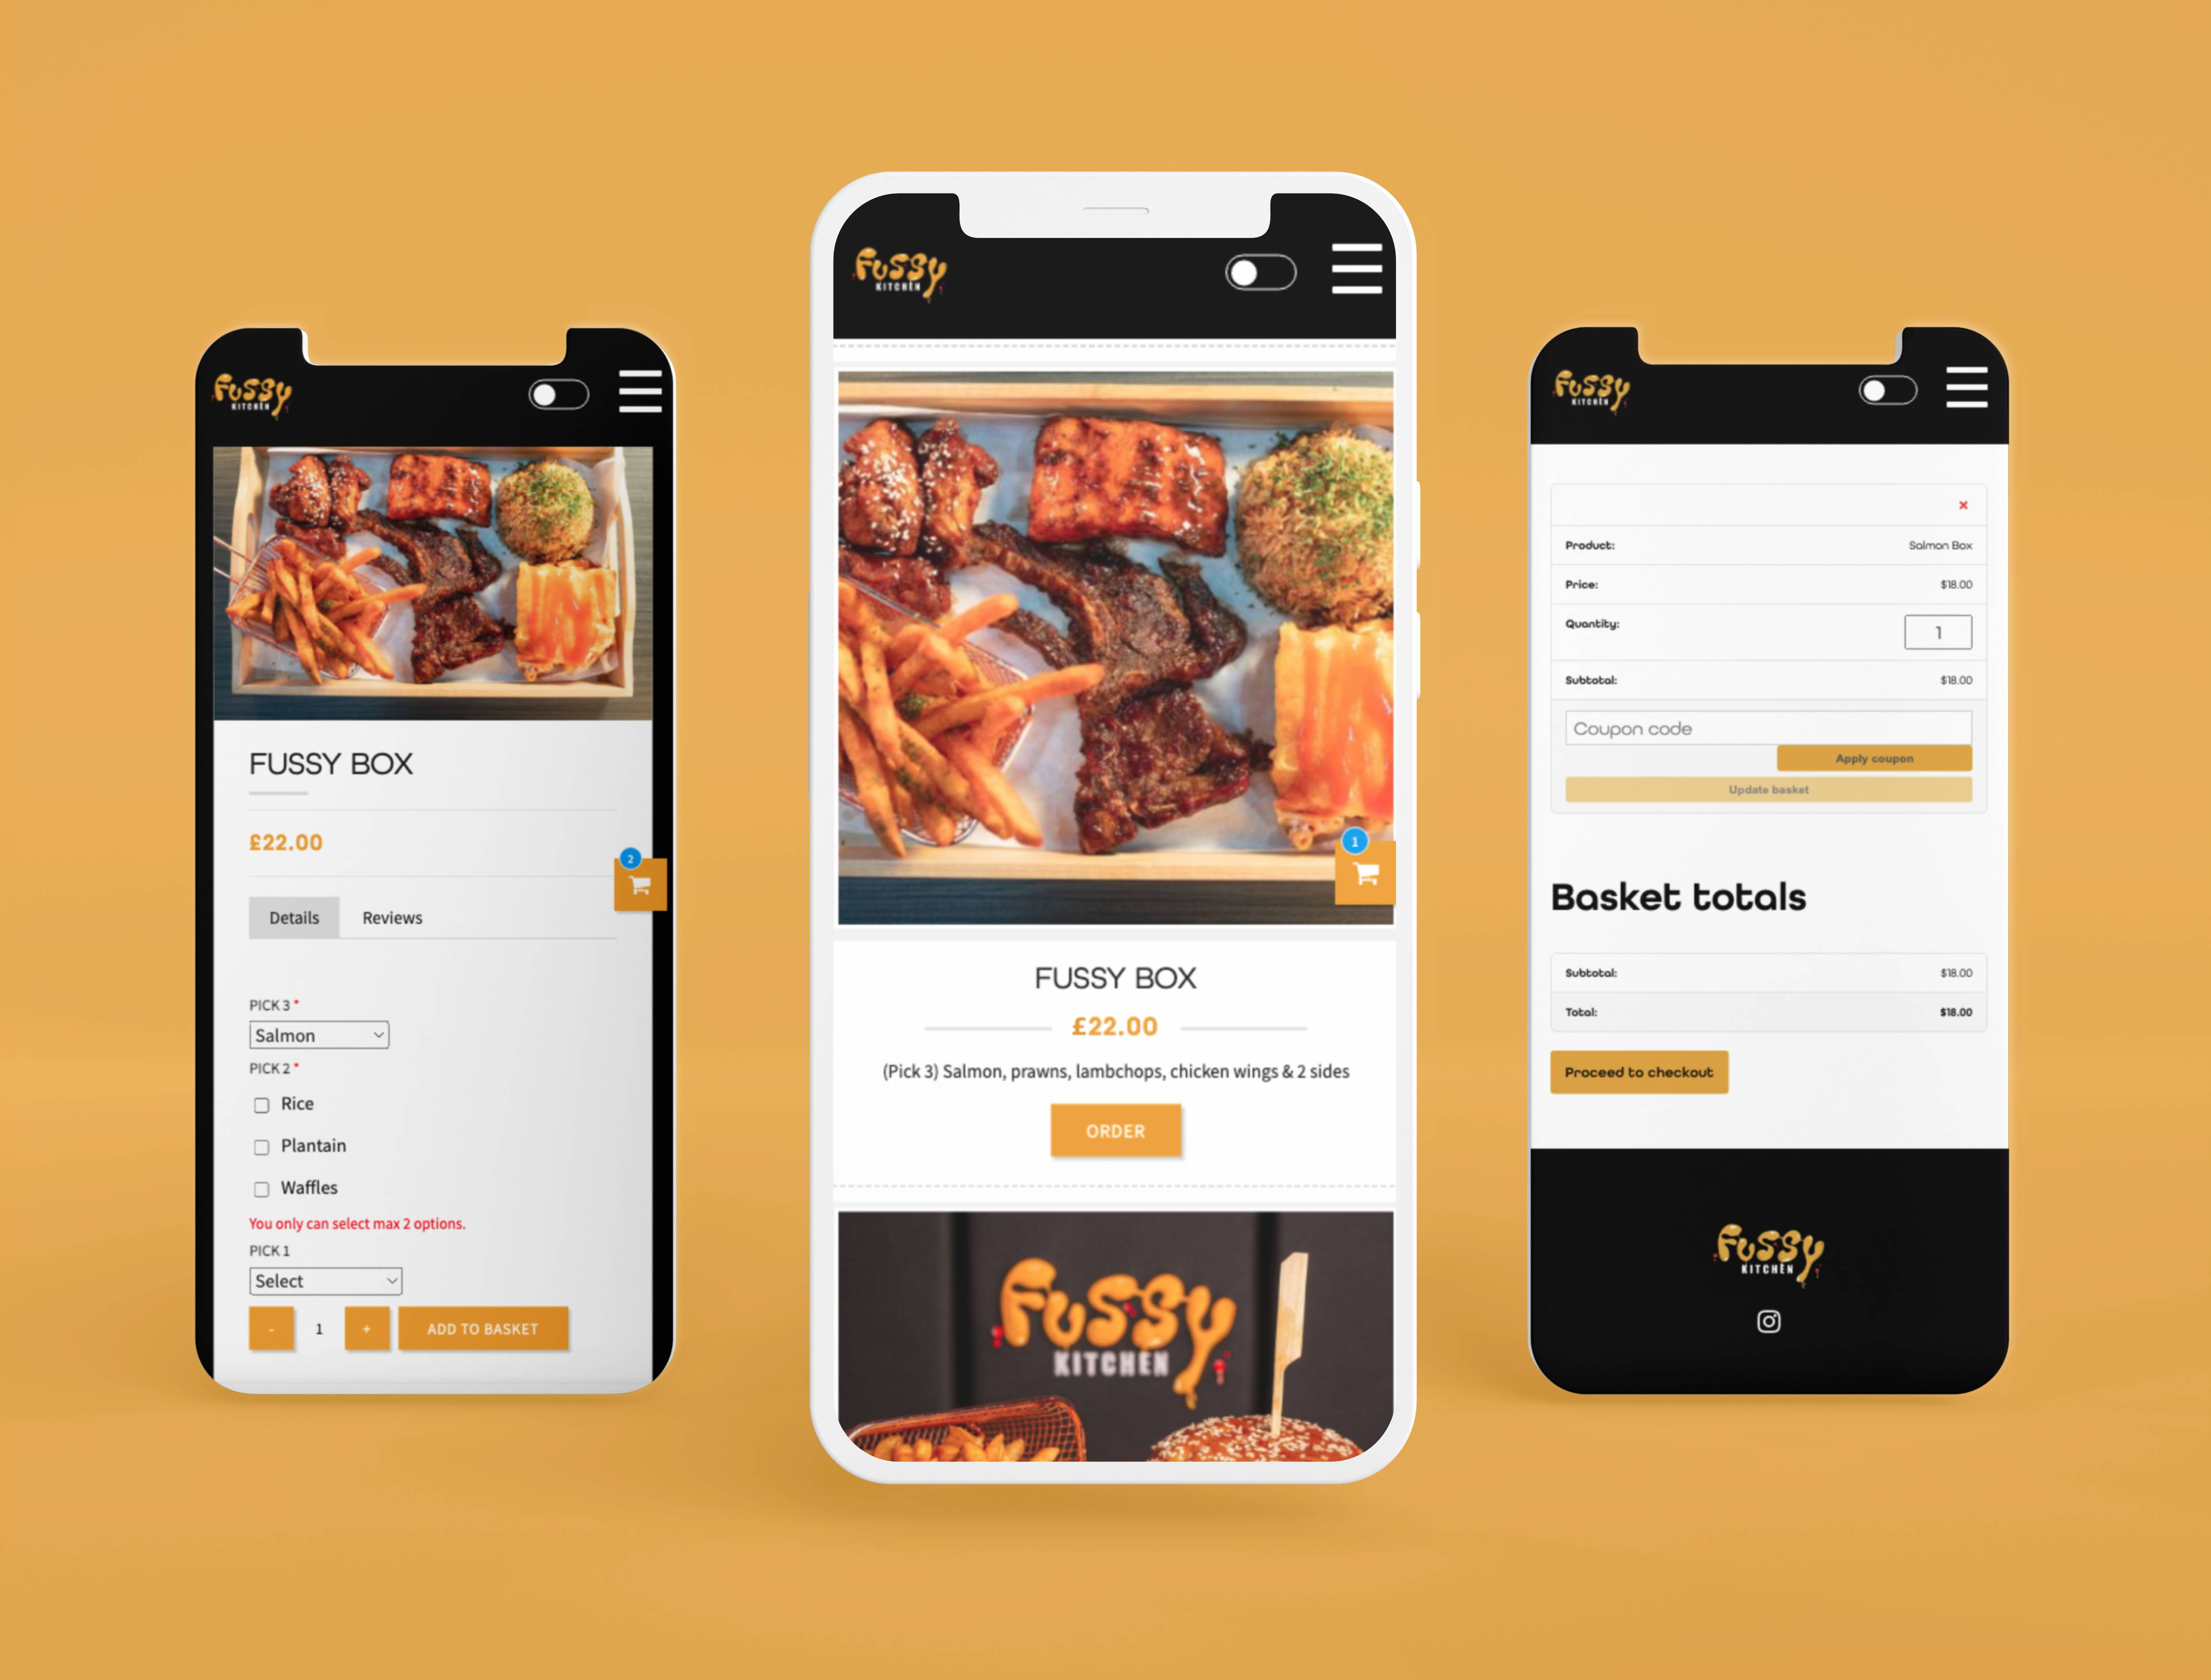 Fussy
KITCHEN
FUSSY BOX
£22.00
2
Details Reviews
PICK 3 *
Salmon
PICK 2 *
Rice
Plantain
Waffles
You only can select max 2 options.
PICK 1
Select
- 1 + ADD TO BASKET
Fussy
KITCHEN
1
FUSSY BOX
£22.00
(Pick 3) Salmon, prawns, lambchops, chicken wings & 2 sides
ORDER
Fussy
KITCHEN
Fussy
KITCHEN
×
Product: Salmon Box
Price: $18.00
Quantity: 1
Subtotal: $18.00
Coupon code
Apply coupon
Update basket
Basket totals
Subtotal: $18.00
Total: $18.00
Proceed to checkout
Fussy
KITCHEN